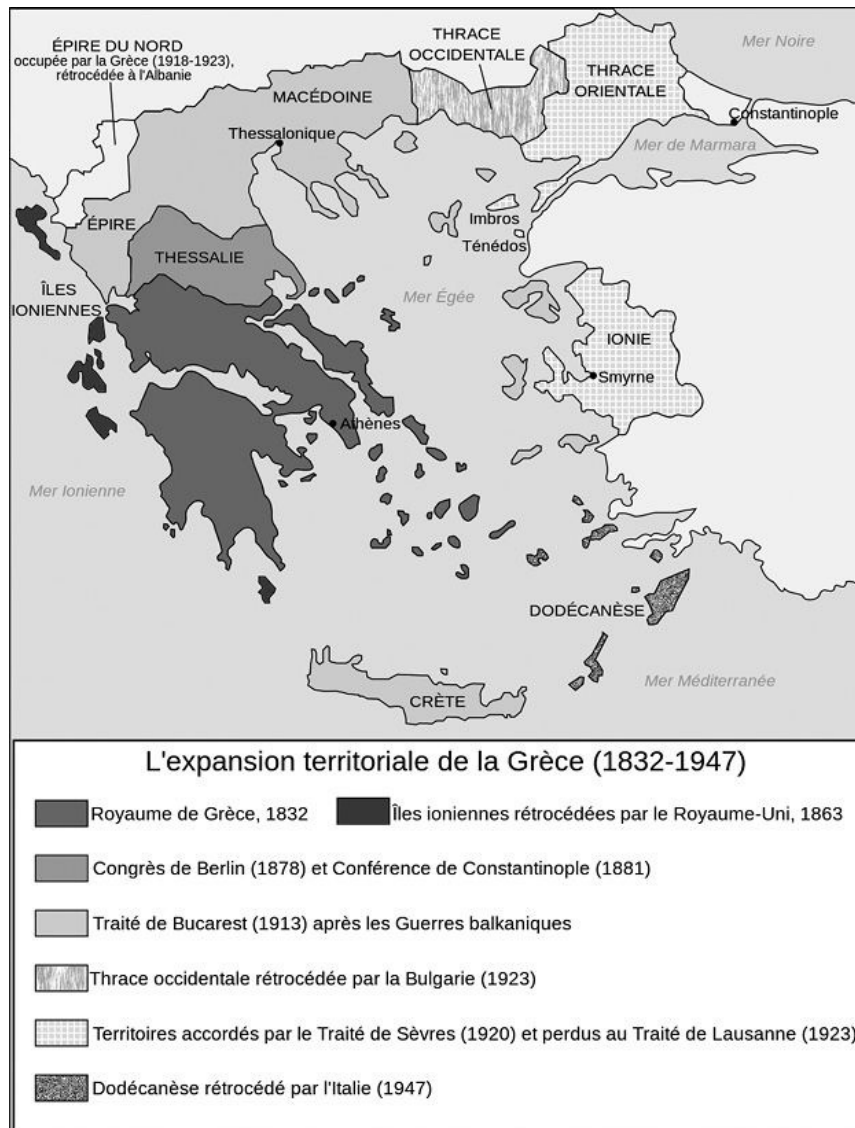 Mer Noire
ÉPIRE DU NORD
occupée par la Grèce (1918-1923),
rétrocédée à l'Albanie
THRACE
OCCIDENTALE
THRACE
ORIENTALE
MACÉDOINE
Constantinople
Thessalonique
Mer de Marmara
ÉPIRE
Imbros
Ténédos
THESSALIE
ÎLES
IONIENNES
Mer Égée
IONIE
Smyrne
Athènes
Mer Ionienne
DODÉCANÈSE
Mer Méditerranée
CRÈTE
L'expansion territoriale de la Grèce (1832-1947)
Royaume de Grèce, 1832
Îles ioniennes rétrocédées par le Royaume-Uni, 1863
Congrès de Berlin (1878) et Conférence de Constantinople (1881)
Traité de Bucarest (1913) après les Guerres balkaniques
Thrace occidentale rétrocédée par la Bulgarie (1923)
Territoires accordés par le Traité de Sèvres (1920) et perdus au Traité de Lausanne (1923)
Dodécanèse rétrocédé par l'Italie (1947)